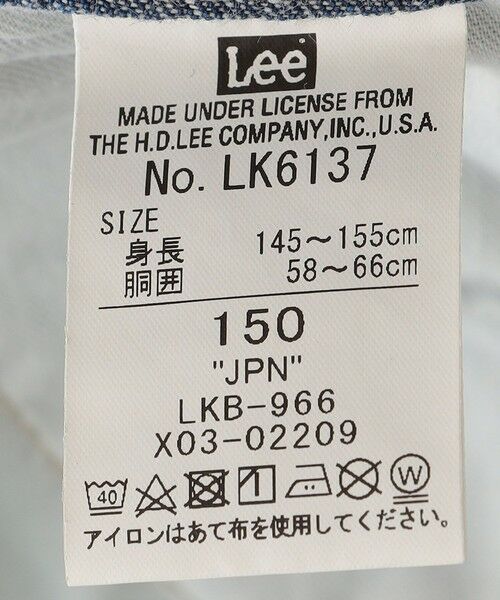 Lee
MADE UNDER LICENSE FROM
THE H.D.LEE COMPANY,INC.,U.S.A.
No. LK6137
SIZE
身長 145〜155cm
胴囲 58〜66cm
150
"JPN"
LKB-966
X03-02209
40 W
アイロンはあて布を使用してください。